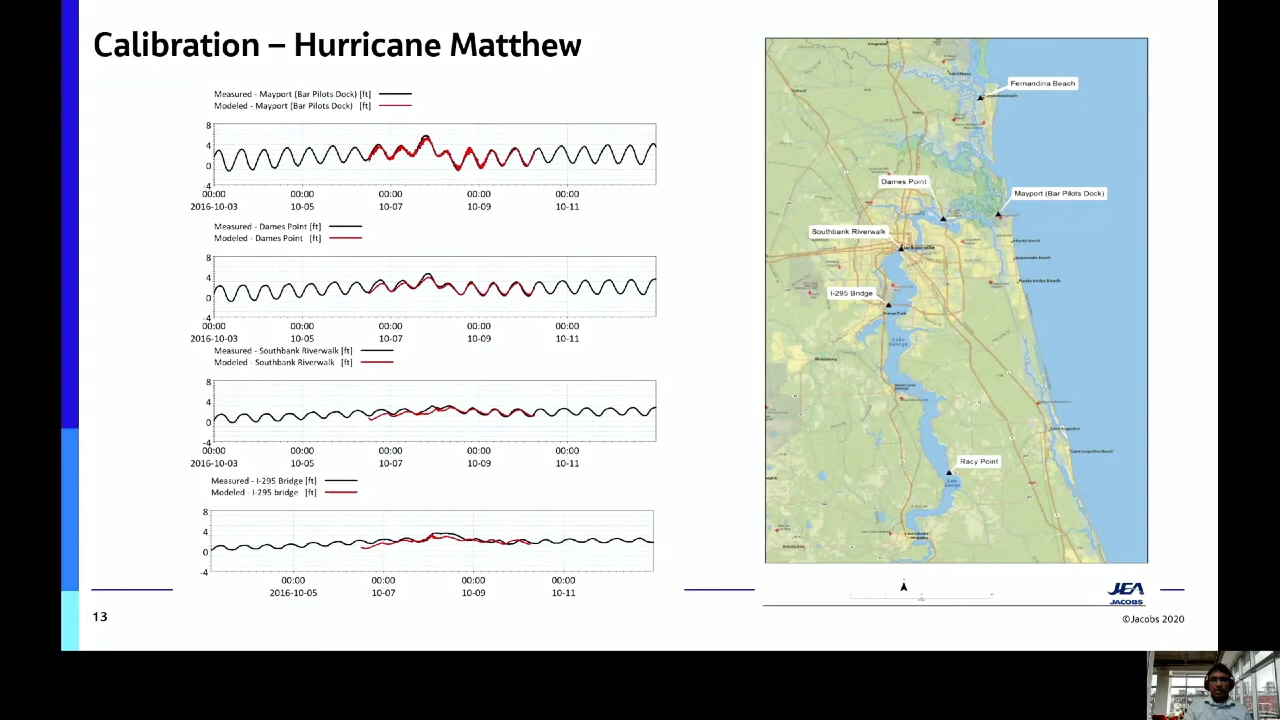 Calibration – Hurricane Matthew
Measured - Mayport (Bar Pilots Dock) [ft]
Modeled - Mayport (Bar Pilots Dock) [ft]
8
4
0
-4
00:00 00:00 00:00 00:00 00:00
2016-10-03 10-05 10-07 10-09 10-11
Measured - Dames Point [ft]
Modeled - Dames Point [ft]
8
4
0
-4
00:00 00:00 00:00 00:00 00:00
2016-10-03 10-05 10-07 10-09 10-11
Measured - Southbank Riverwalk [ft]
Modeled - Southbank Riverwalk [ft]
8
4
0
-4
00:00 00:00 00:00 00:00 00:00
2016-10-03 10-05 10-07 10-09 10-11
Measured - I-295 Bridge [ft]
Modeled - I-295 bridge [ft]
8
4
0
-4
00:00 00:00 00:00 00:00
2016-10-05 10-07 10-09 10-11
Fernandina Beach
Dames Point
Mayport (Bar Pilots Dock)
Southbank Riverwalk
Jacksonville
I-295 Bridge
Orange Park
Lake
George
Racy Point
Lake
George
JEA
JACOBS
13
©Jacobs 2020